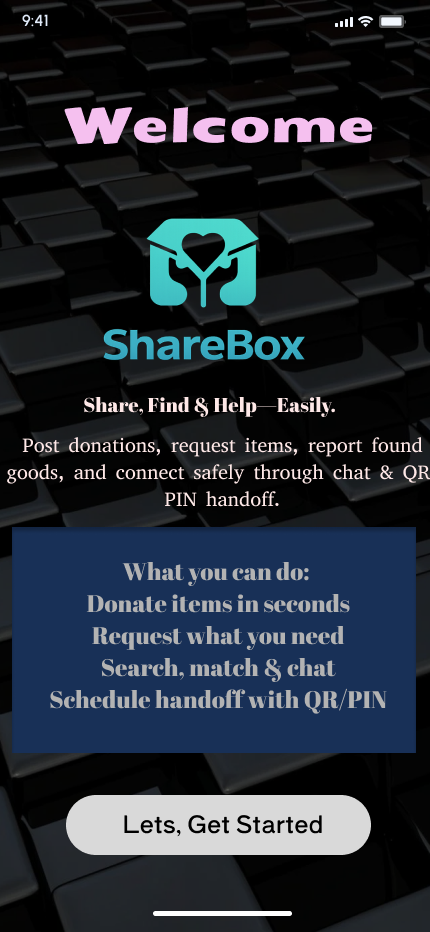 9:41
Welcome
ShareBox
Share, Find & Help—Easily.
Post donations, request items, report found
goods, and connect safely through chat & QR
PIN handoff.
What you can do:
Donate items in seconds
Request what you need
Search, match & chat
Schedule handoff with QR/PIN
Lets, Get Started